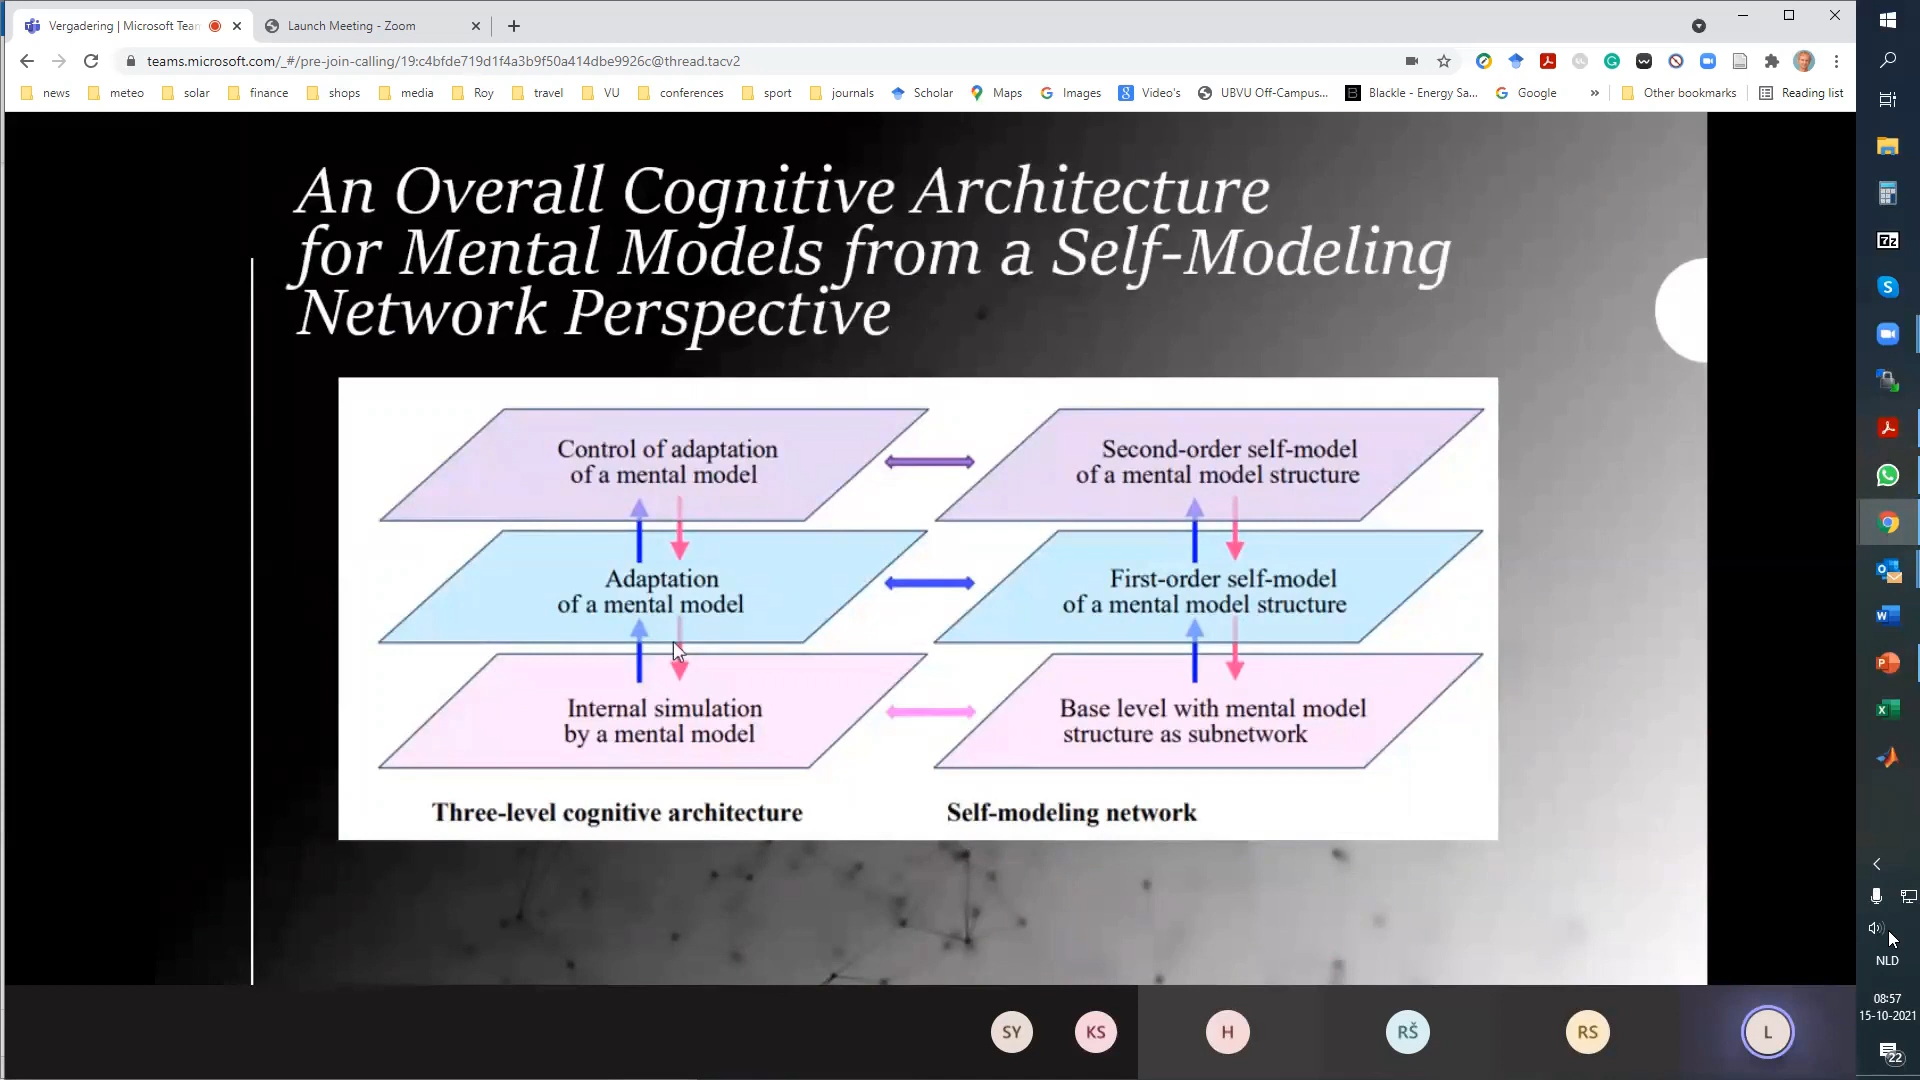 Vergadering | Microsoft Team
Launch Meeting - Zoom
teams.microsoft.com/_#/pre-join-calling/19:c4bfde719d1f4a3b9f50a414dbe9926c@thread.tacv2
news
meteo
solar
finance
shops
media
Roy
travel
VU
conferences
sport
journals
Scholar
Maps
Images
Video's
UBVU Off-Campus...
Blackle - Energy Sa...
Google
Other bookmarks
Reading list
An Overall Cognitive Architecture
for Mental Models from a Self-Modeling
Network Perspective
Control of adaptation
of a mental model
Second-order self-model
of a mental model structure
Adaptation
of a mental model
First-order self-model
of a mental model structure
Internal simulation
by a mental model
Base level with mental model
structure as subnetwork
Three-level cognitive architecture
Self-modeling network
SY
KS
H
RŠ
RS
L
NLD
08:57
15-10-2021
22